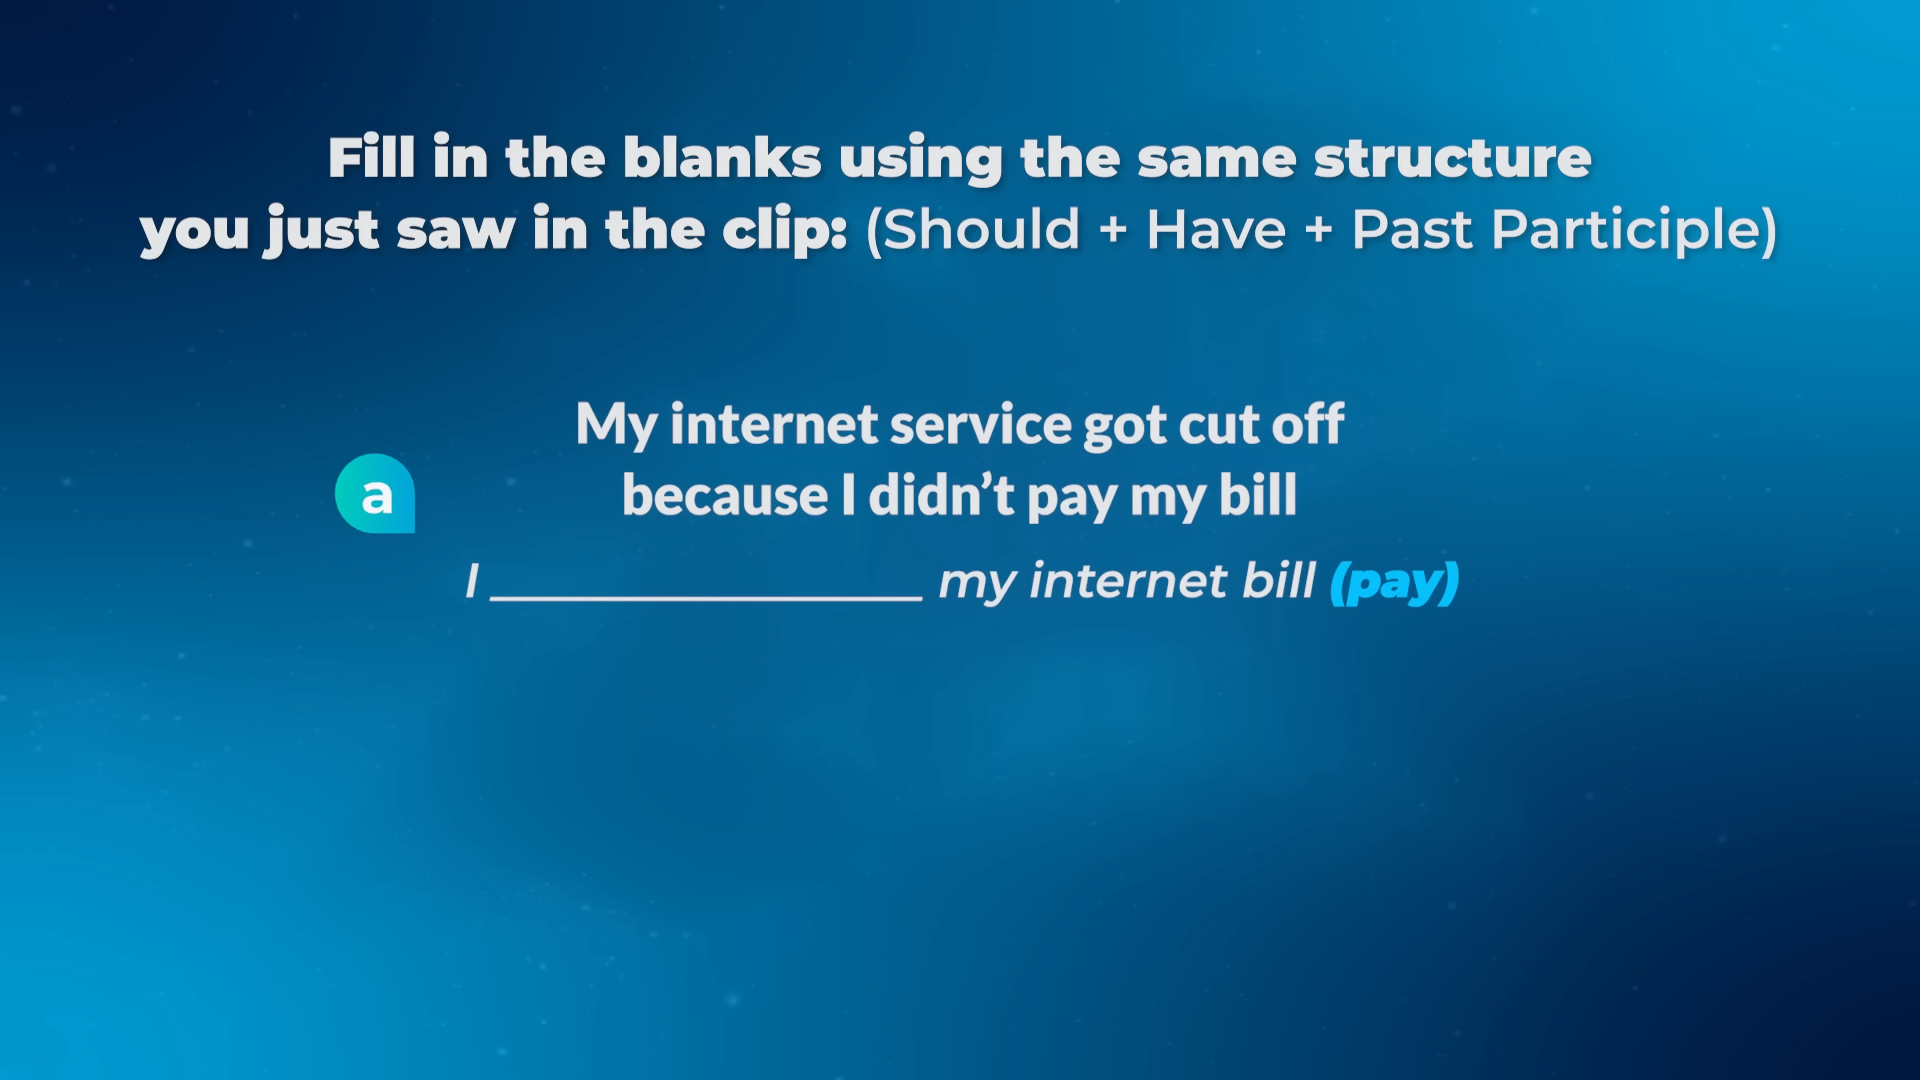 Fill in the blanks using the same structure
you just saw in the clip: (Should + Have + Past Participle)
My internet service got cut off
a
because I didn’t pay my bill
I ________________ my internet bill (pay)